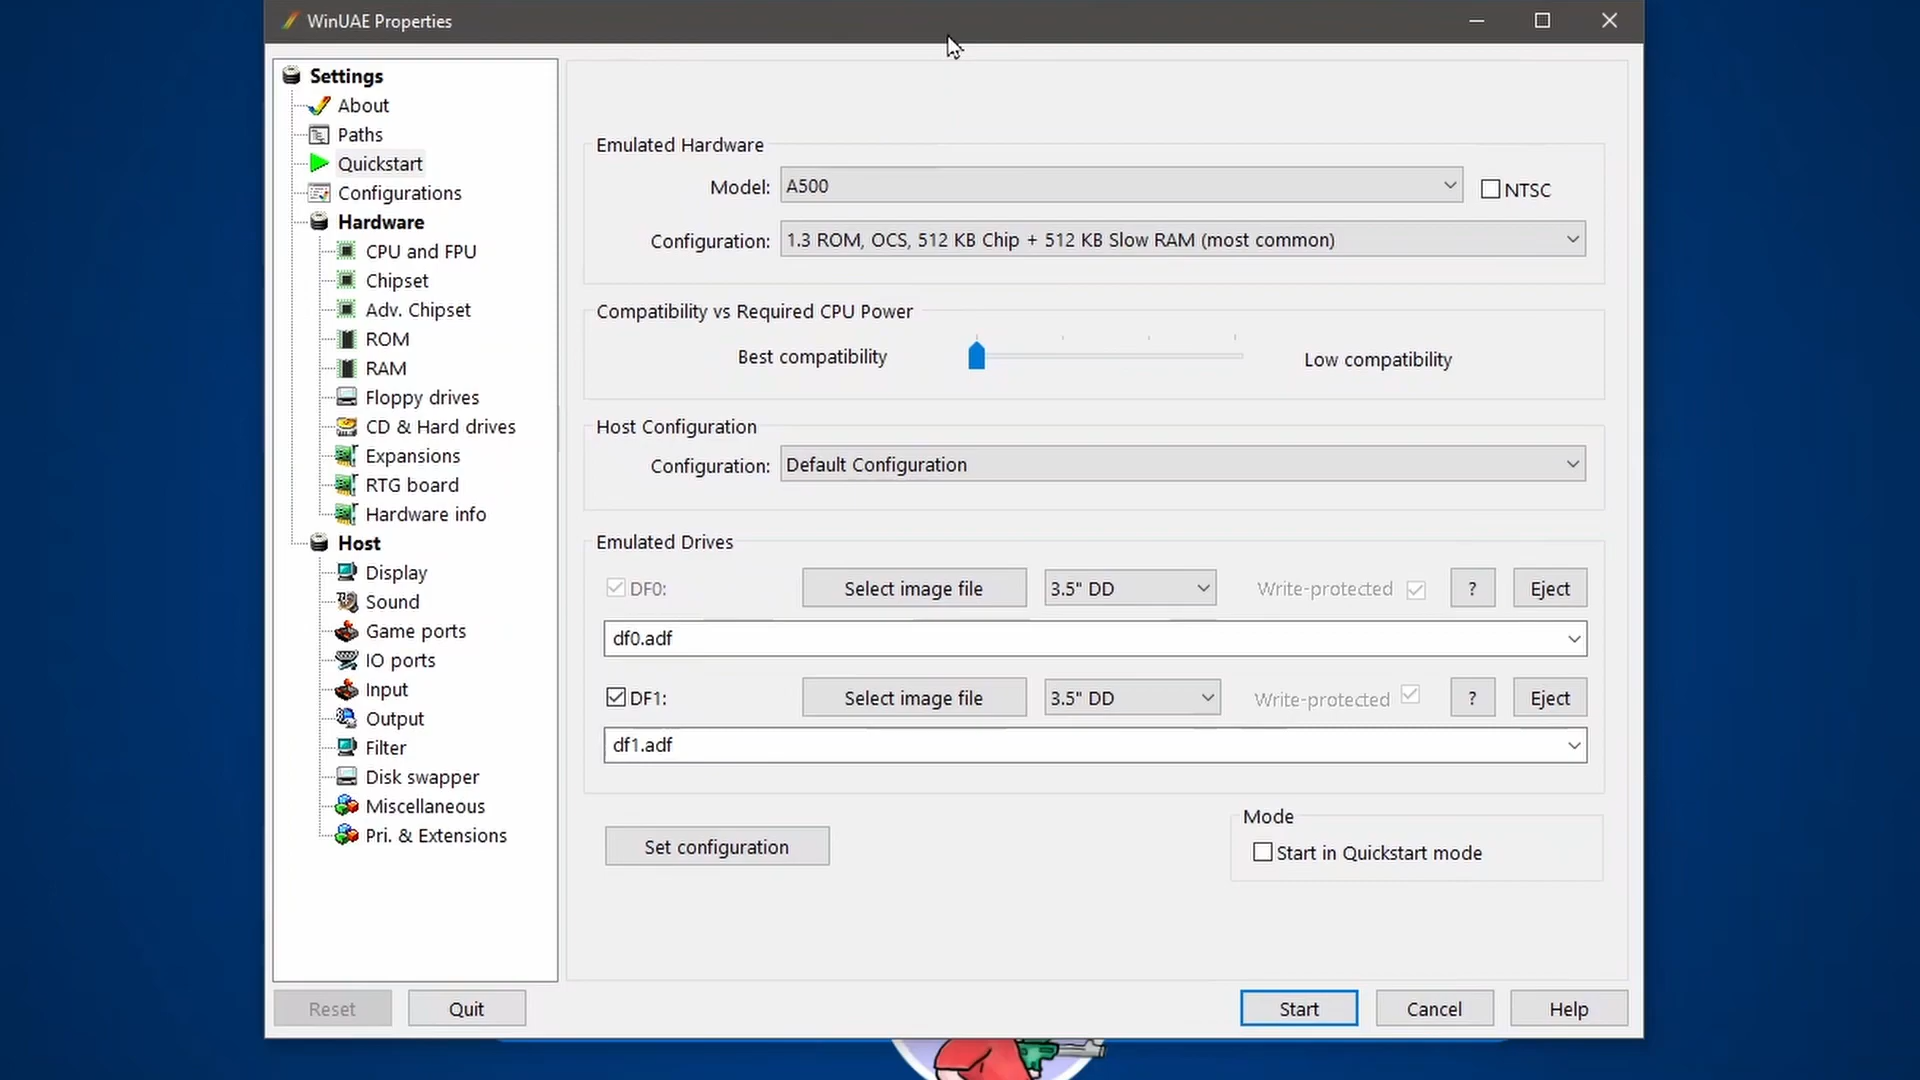 WinUAE Properties
Settings
About
Paths
Quickstart
Configurations
Hardware
CPU and FPU
Chipset
Adv. Chipset
ROM
RAM
Floppy drives
CD & Hard drives
Expansions
RTG board
Hardware info
Host
Display
Sound
Game ports
IO ports
Input
Output
Filter
Disk swapper
Miscellaneous
Pri. & Extensions
Reset
Quit
Emulated Hardware
Model: A500 NTSC
Configuration: 1.3 ROM, OCS, 512 KB Chip + 512 KB Slow RAM (most common)
Compatibility vs Required CPU Power
Best compatibility Low compatibility
Host Configuration
Configuration: Default Configuration
Emulated Drives
DF0: Select image file 3.5" DD Write-protected ? Eject
df0.adf
DF1: Select image file 3.5" DD Write-protected ? Eject
df1.adf
Set configuration
Mode
Start in Quickstart mode
Start Cancel Help